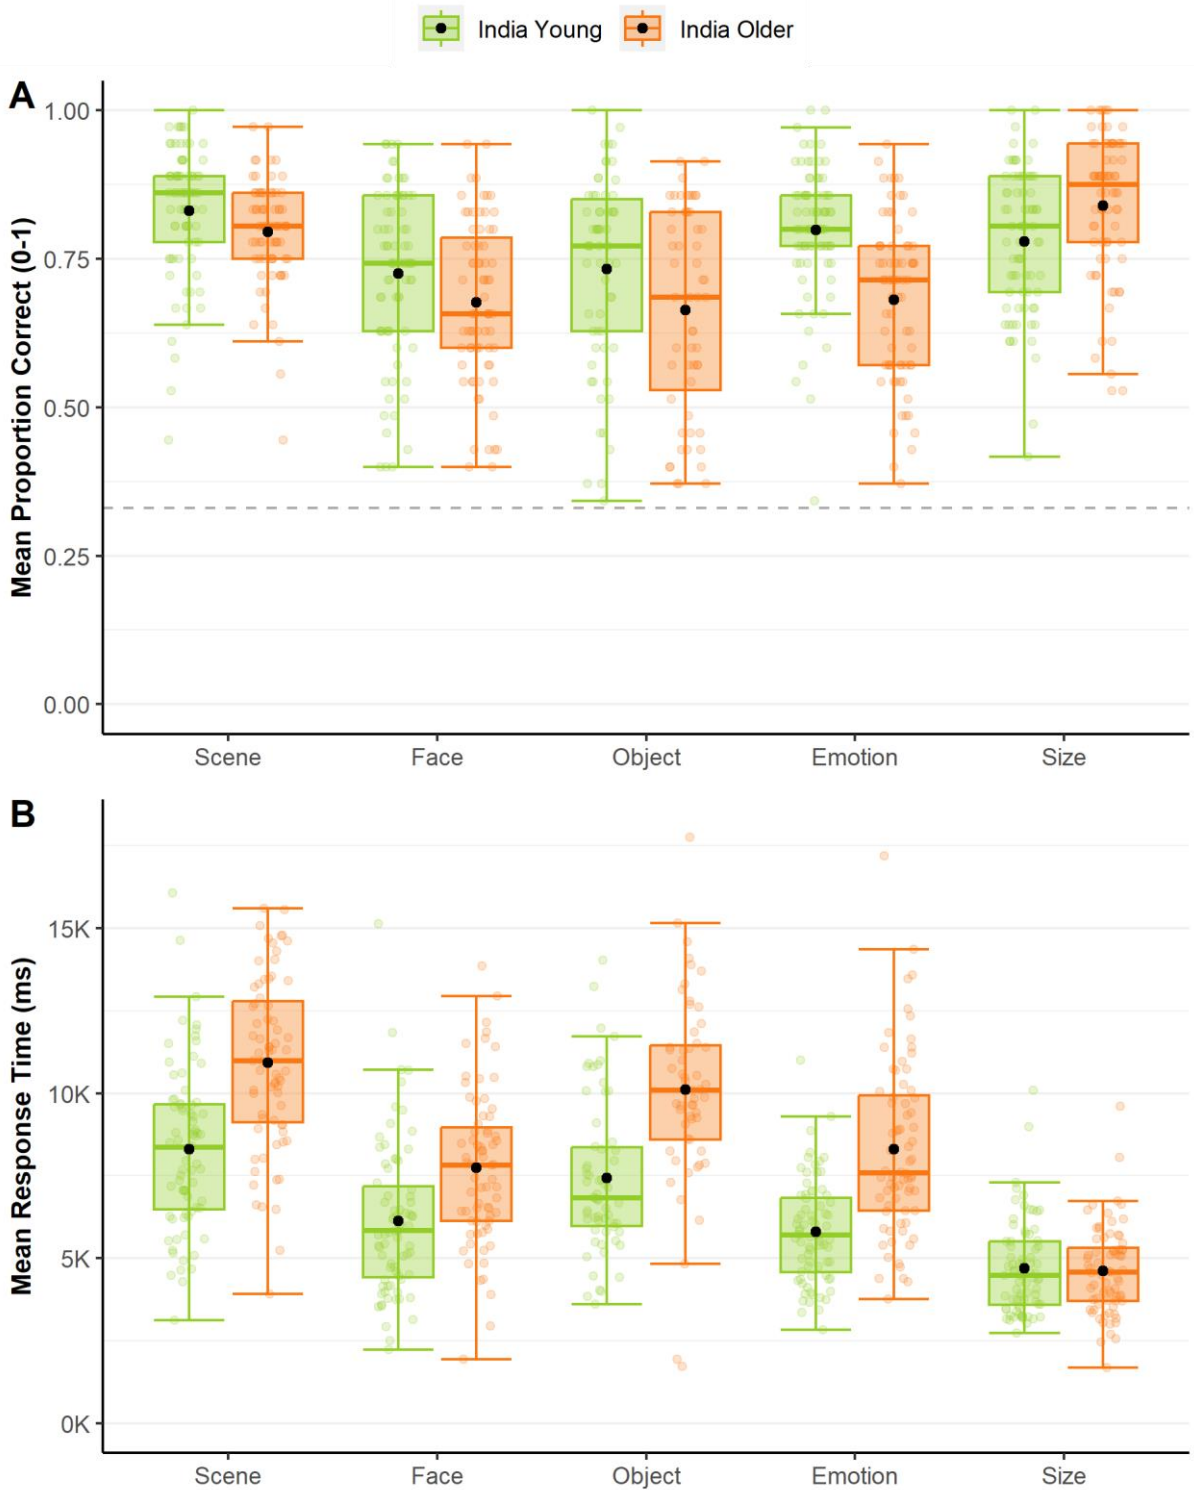 India Young India Older
A
Mean Proportion Correct (0-1)
1.00
0.75
0.50
0.25
0.00
Scene Face Object Emotion Size
B
Mean Response Time (ms)
15K
10K
5K
0K
Scene Face Object Emotion Size